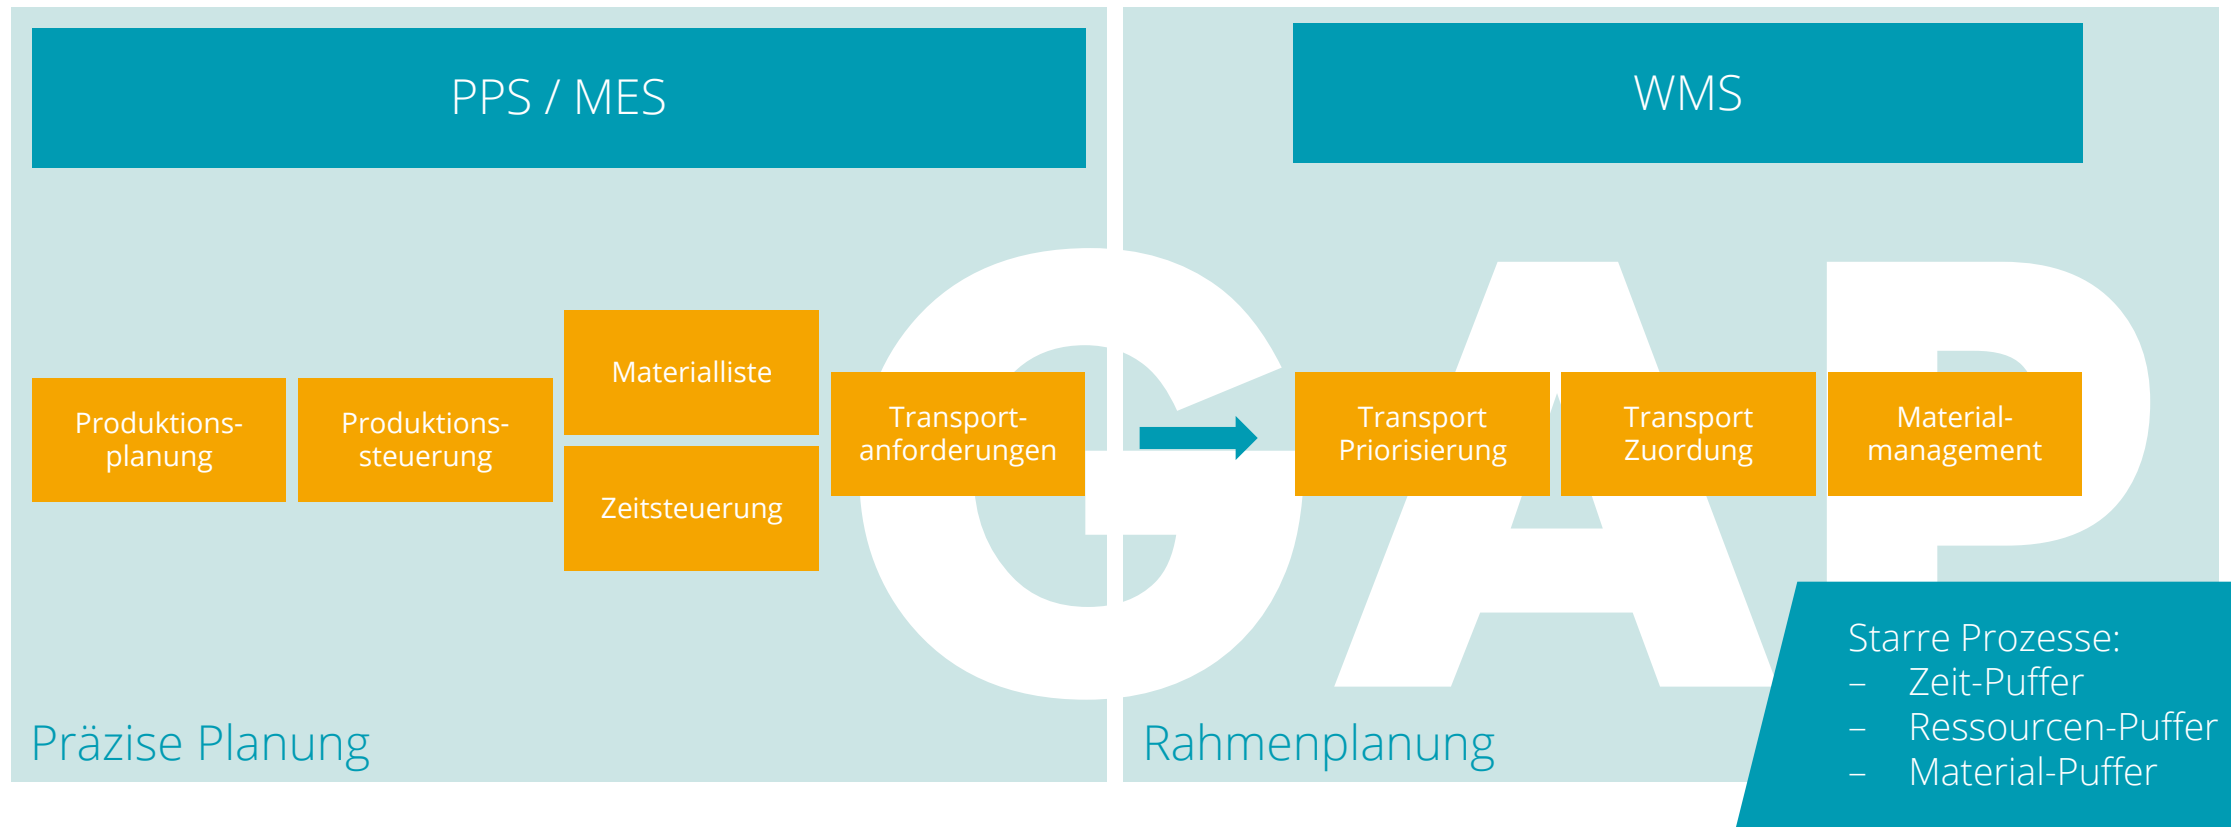 PPS / MES
WMS
GAP
Produktions-
planung
Produktions-
steuerung
Materialliste
Zeitsteuerung
Transport-
anforderungen
Transport
Priorisierung
Transport
Zuordung
Material-
management
Präzise Planung
Rahmenplanung
Starre Prozesse:
– Zeit-Puffer
– Ressourcen-Puffer
– Material-Puffer